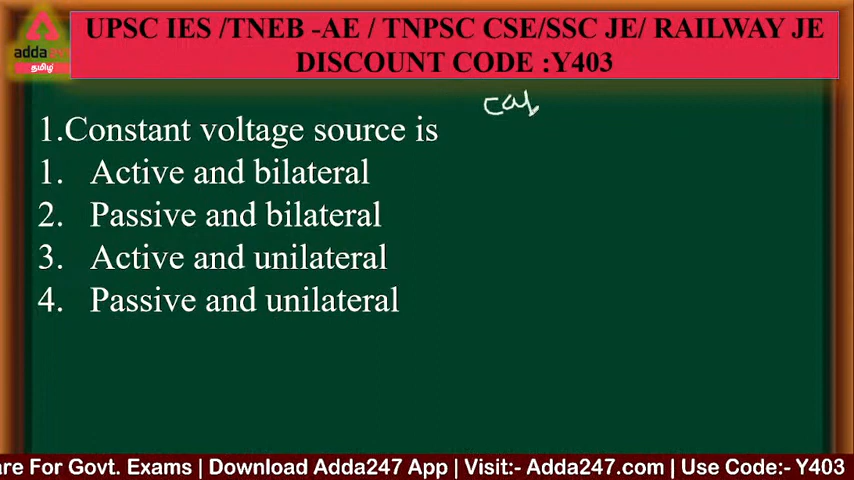 UPSC IES /TNEB -AE / TNPSC CSE/SSC JE/ RAILWAY JE
DISCOUNT CODE :Y403
adda247
தமிழ்
1.Constant voltage source is
1. Active and bilateral
2. Passive and bilateral
3. Active and unilateral
4. Passive and unilateral
are For Govt. Exams | Download Adda247 App | Visit:- Adda247.com | Use Code:- Y403